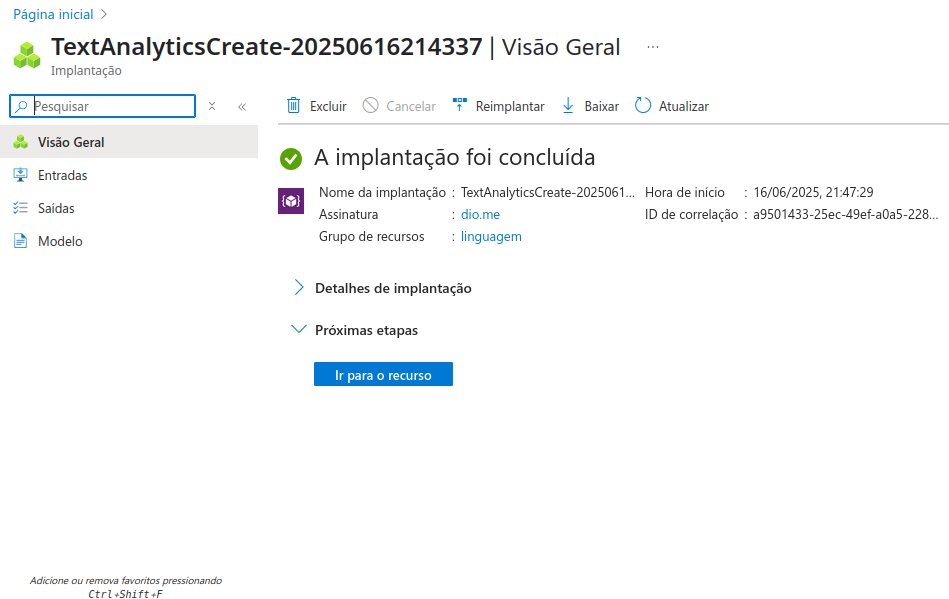 Página inicial >
TextAnalyticsCreate-20250616214337 | Visão Geral ...
Implantação
Pesquisar
Excluir Cancelar Reimplantar Baixar Atualizar
Visão Geral
Entradas
Saídas
Modelo
A implantação foi concluída
Nome da implantação : TextAnalyticsCreate-2025061... Hora de início : 16/06/2025, 21:47:29
Assinatura : dio.me ID de correlação : a9501433-25ec-49ef-a0a5-228...
Grupo de recursos : linguagem
Detalhes de implantação
Próximas etapas
Ir para o recurso
Adicione ou remova favoritos pressionando
Ctrl+Shift+F